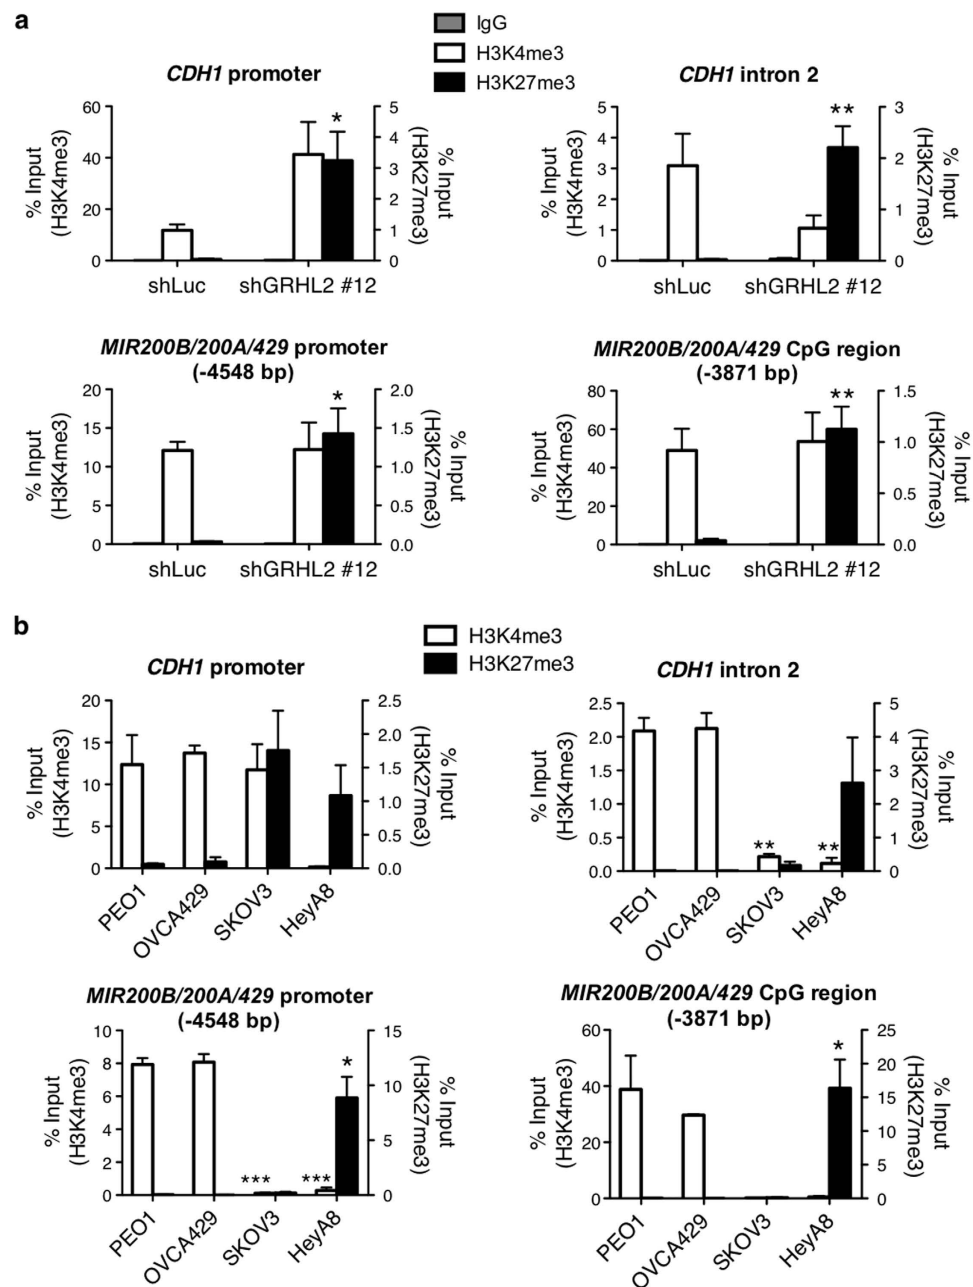 a
IgG
H3K4me3
H3K27me3
CDH1 promoter
% Input
(H3K4me3)
60
40
20
0
5
4
3
2
1
0
% Input
(H3K27me3)
*
shLuc
shGRHL2 #12
CDH1 intron 2
% Input
(H3K4me3)
5
4
3
2
1
0
3
2
1
0
% Input
(H3K27me3)
**
shLuc
shGRHL2 #12
MIR200B/200A/429 promoter
(-4548 bp)
% Input
(H3K4me3)
20
15
10
5
0
2.0
1.5
1.0
0.5
0.0
% Input
(H3K27me3)
*
shLuc
shGRHL2 #12
MIR200B/200A/429 CpG region
(-3871 bp)
% Input
(H3K4me3)
80
60
40
20
0
1.5
1.0
0.5
0.0
% Input
(H3K27me3)
**
shLuc
shGRHL2 #12
b
H3K4me3
H3K27me3
CDH1 promoter
% Input
(H3K4me3)
20
15
10
5
0
2.5
2.0
1.5
1.0
0.5
0.0
% Input
(H3K27me3)
PEO1
OVCA429
SKOV3
HeyA8
CDH1 intron 2
% Input
(H3K4me3)
2.5
2.0
1.5
1.0
0.5
0.0
5
4
3
2
1
0
% Input
(H3K27me3)
**
**
PEO1
OVCA429
SKOV3
HeyA8
MIR200B/200A/429 promoter
(-4548 bp)
% Input
(H3K4me3)
10
8
6
4
2
0
15
10
5
0
% Input
(H3K27me3)
***
***
*
PEO1
OVCA429
SKOV3
HeyA8
MIR200B/200A/429 CpG region
(-3871 bp)
% Input
(H3K4me3)
60
40
20
0
25
20
15
10
5
0
% Input
(H3K27me3)
*
PEO1
OVCA429
SKOV3
HeyA8